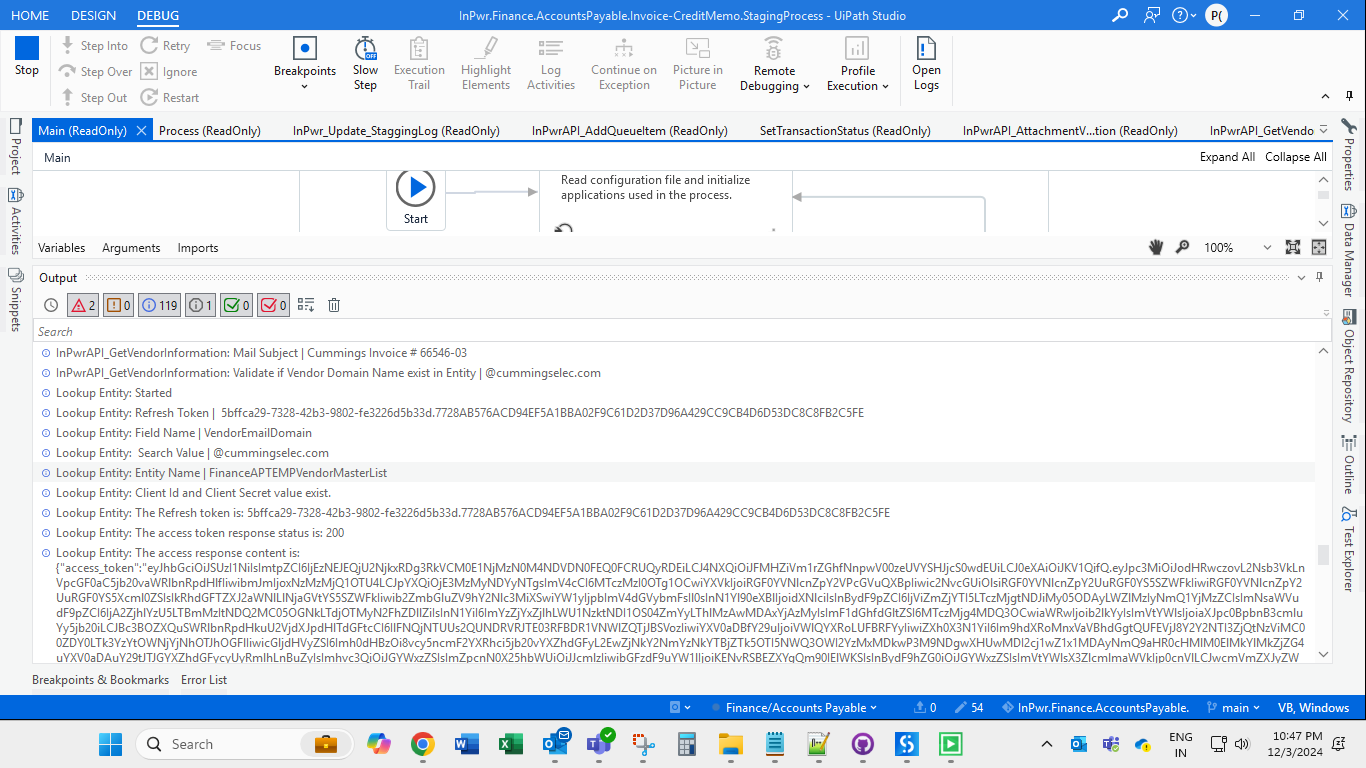 HOME DESIGN DEBUG InPwr.Finance.AccountsPayable.Invoice-CreditMemo.StagingProcess - UiPath Studio P(
Stop
Step Into Retry Focus
Step Over Ignore
Step Out Restart
Breakpoints
Slow Step
Execution Trail
Highlight Elements
Log Activities
Continue on Exception
Picture in Picture
Remote Debugging
Profile Execution
Open Logs
Main (ReadOnly) Process (ReadOnly) InPwr_Update_StaggingLog (ReadOnly) InPwrAPI_AddQueueItem (ReadOnly) SetTransactionStatus (ReadOnly) InPwrAPI_AttachmentV...tion (ReadOnly) InPwrAPI_GetVendo
Project
Activities
Snippets
Main Expand All Collapse All
Start
Read configuration file and initialize
applications used in the process.
Variables Arguments Imports 100%
Output
2 0 119 1 0 0
Search
InPwrAPI_GetVendorInformation: Mail Subject | Cummings Invoice # 66546-03
InPwrAPI_GetVendorInformation: Validate if Vendor Domain Name exist in Entity | @cummingselec.com
Lookup Entity: Started
Lookup Entity: Refresh Token | 5bffca29-7328-42b3-9802-fe3226d5b33d.7728AB576ACD94EF5A1BBA02F9C61D2D37D96A429CC9CB4D6D53DC8C8FB2C5FE
Lookup Entity: Field Name | VendorEmailDomain
Lookup Entity: Search Value | @cummingselec.com
Lookup Entity: Entity Name | FinanceAPTEMPVendorMasterList
Lookup Entity: Client Id and Client Secret value exist.
Lookup Entity: The Refresh token is: 5bffca29-7328-42b3-9802-fe3226d5b33d.7728AB576ACD94EF5A1BBA02F9C61D2D37D96A429CC9CB4D6D53DC8C8FB2C5FE
Lookup Entity: The access token response status is: 200
Lookup Entity: The access response content is:
{"access_token":
Properties
Data Manager
Object Repository
Outline
Test Explorer
Breakpoints & Bookmarks Error List
Finance/Accounts Payable 0 54 InPwr.Finance.AccountsPayable. main VB, Windows
Search
ENG
IN
10:47 PM
12/3/2024